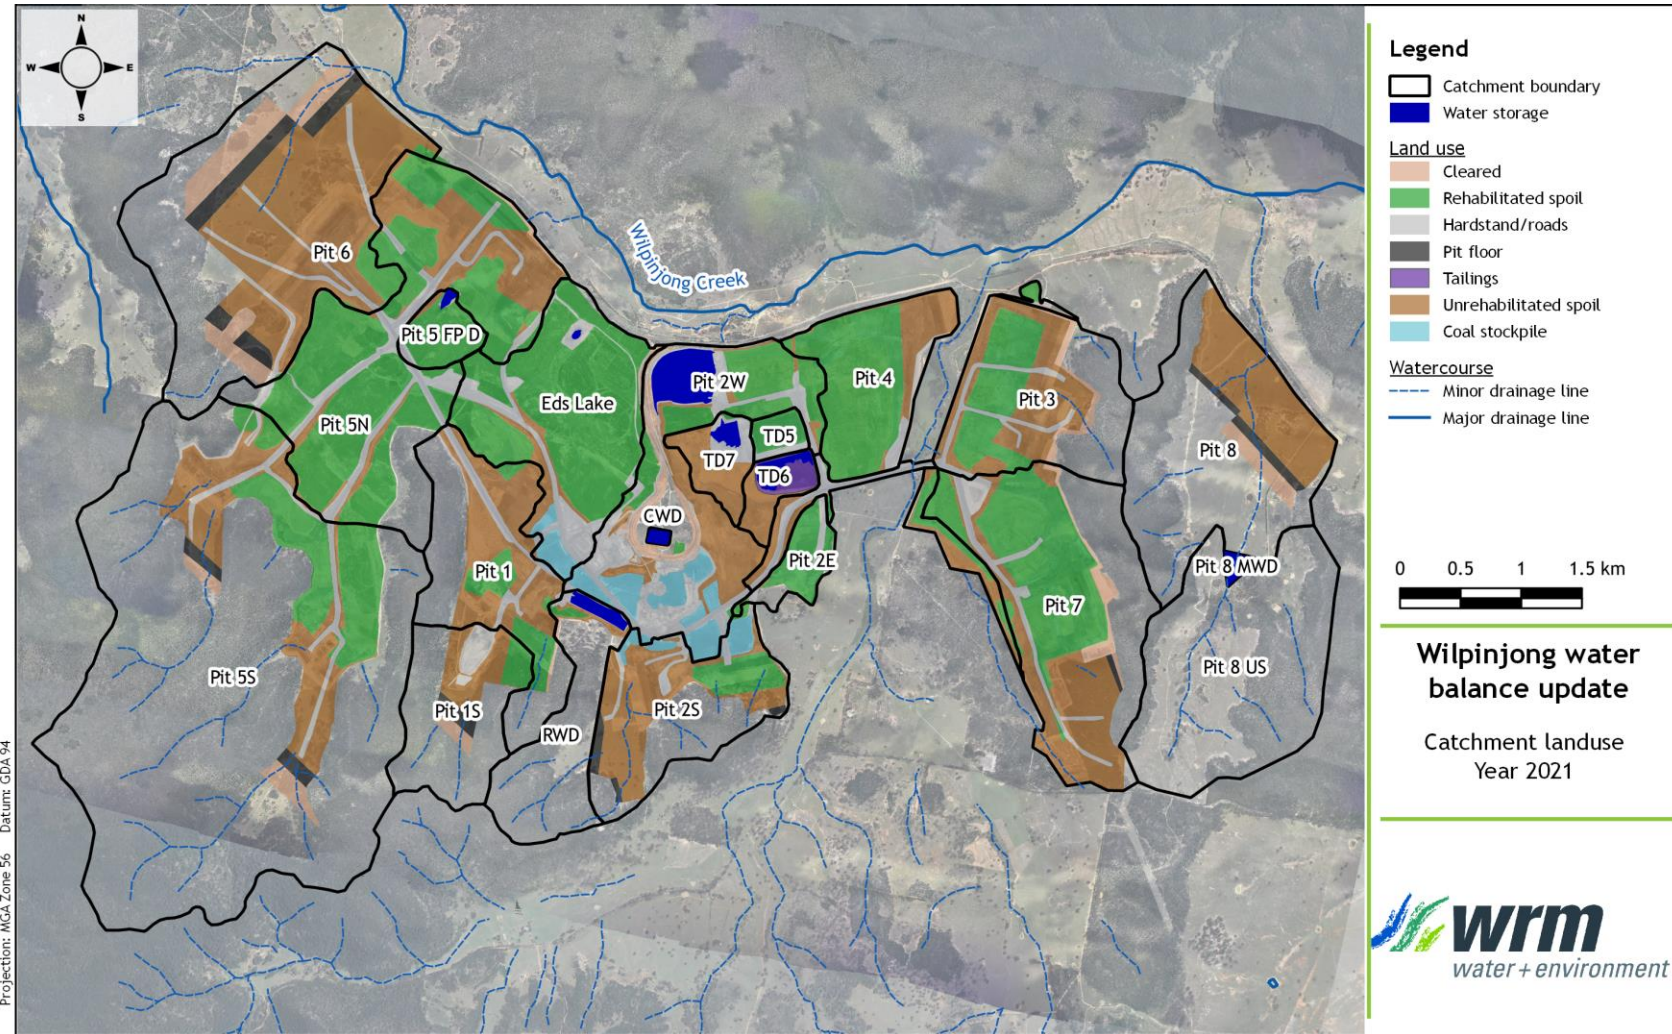 N
W
E
S
Wilpinjong Creek
Pit 6
Pit 5 FP D
Pit 5N
Eds Lake
Pit 2W
Pit 4
Pit 3
TD5
TD7
TD6
Pit 8
CWD
Pit 1
Pit 2E
Pit 8 MWD
Pit 7
Pit 5S
Pit 8 US
Pit 1S
Pit 2S
RWD
Projection: MGA Zone 56 Datum: GDA 94
Legend
Catchment boundary
Water storage
Land use
Cleared
Rehabilitated spoil
Hardstand/roads
Pit floor
Tailings
Unrehabilitated spoil
Coal stockpile
Watercourse
Minor drainage line
Major drainage line
0 0.5 1 1.5 km
Wilpinjong water
balance update
Catchment landuse
Year 2021
wrm
water + environment